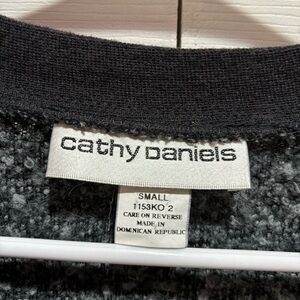 cathy Daniels
SMALL
1153KO 2
CARE ON REVERSE
MADE IN
DOMINICAN REPUBLIC